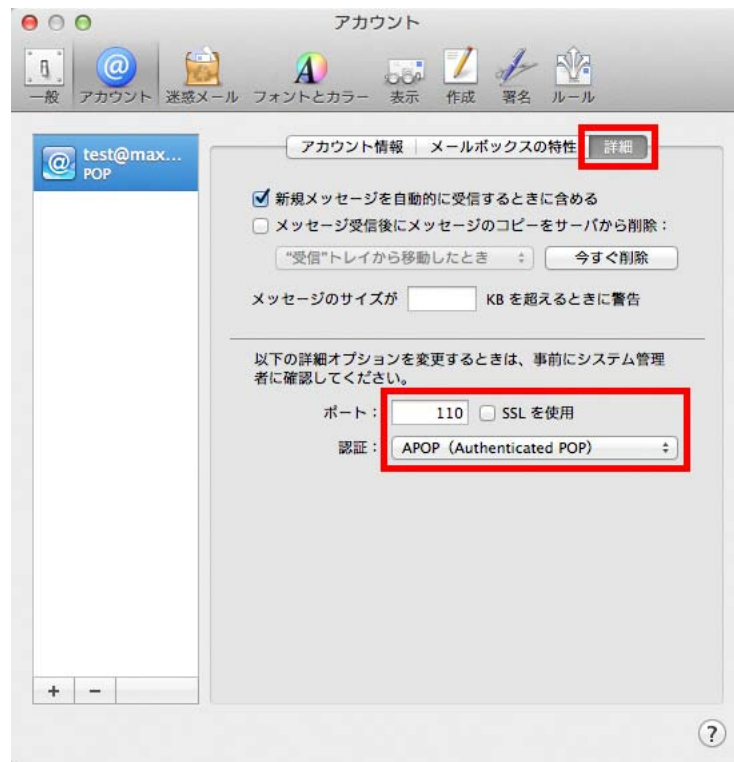 アカウント
一般 アカウント 迷惑メール フォントとカラー 表示 作成 署名 ルール
test@max...
POP
アカウント情報 メールボックスの特性 詳細
新規メッセージを自動的に受信するときに含める
メッセージ受信後にメッセージのコピーをサーバから削除：
“受信”トレイから移動したとき 今すぐ削除
メッセージのサイズが KB を超えるときに警告
以下の詳細オプションを変更するときは、事前にシステム管理
者に確認してください。
ポート： 110 SSL を使用
認証： APOP（Authenticated POP）
+ −
?